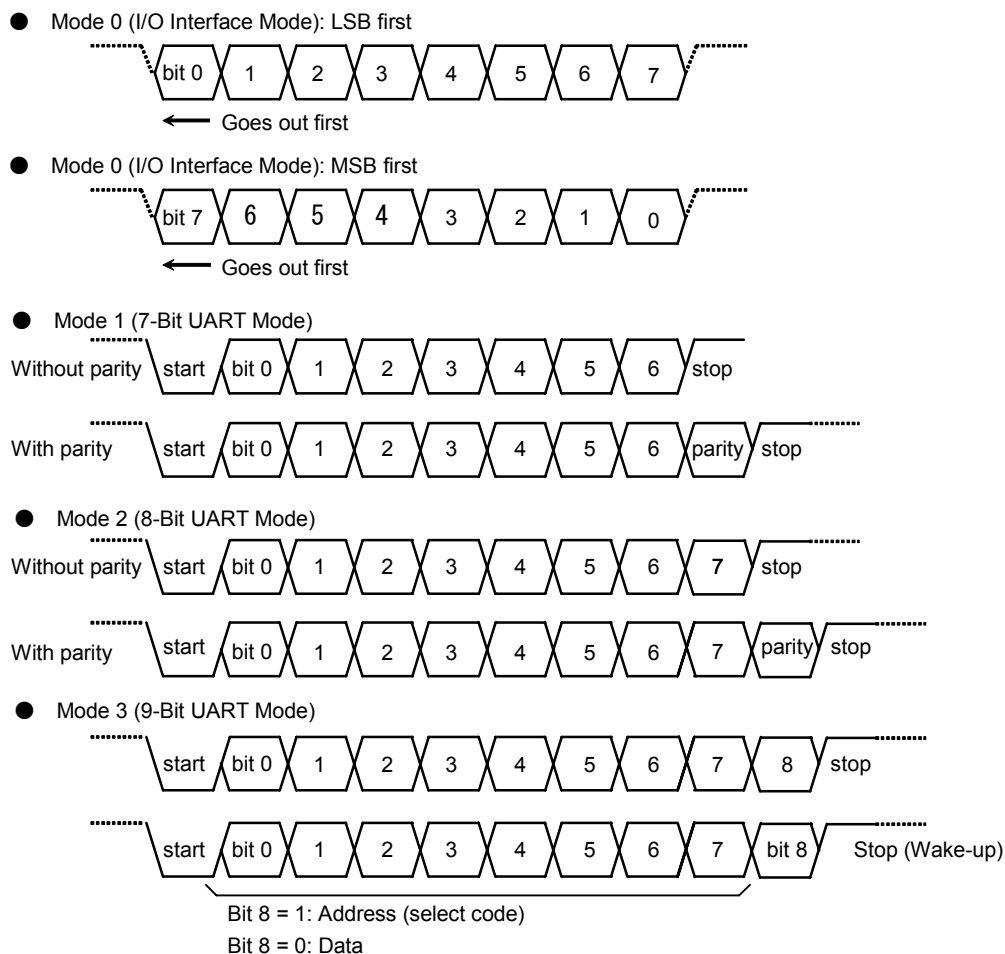 ● Mode 0 (I/O Interface Mode): LSB first
bit 0 1 2 3 4 5 6 7
Goes out first
● Mode 0 (I/O Interface Mode): MSB first
bit 7 6 5 4 3 2 1 0
Goes out first
● Mode 1 (7-Bit UART Mode)
Without parity start bit 0 1 2 3 4 5 6 stop
With parity start bit 0 1 2 3 4 5 6 parity stop
● Mode 2 (8-Bit UART Mode)
Without parity start bit 0 1 2 3 4 5 6 7 stop
With parity start bit 0 1 2 3 4 5 6 7 parity stop
● Mode 3 (9-Bit UART Mode)
start bit 0 1 2 3 4 5 6 7 8 stop
start bit 0 1 2 3 4 5 6 7 bit 8 Stop (Wake-up)
Bit 8 = 1: Address (select code)
Bit 8 = 0: Data